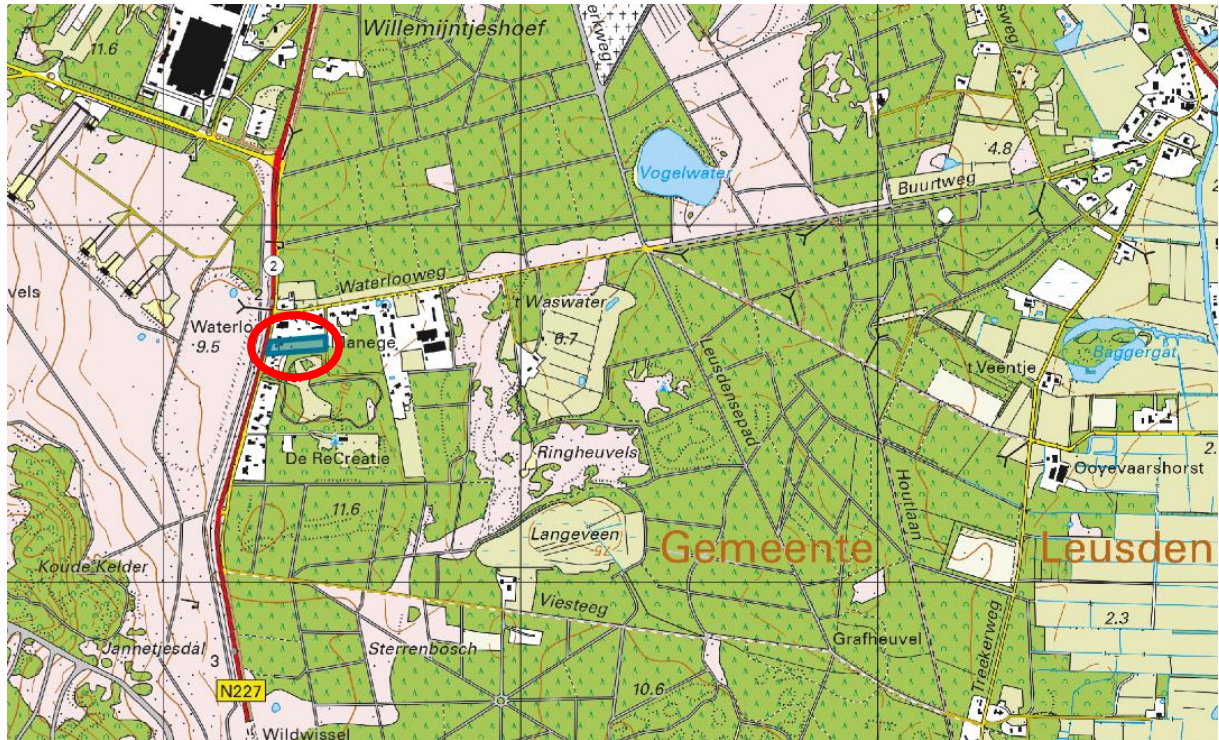 Willemijntjeshoef
11.6
Vogelwater
4.8
Buurtweg
2
Waterlooweg
't Waswater
Waterlo
9.5
anege
6.7
Leusdensepad
Baggergat
't Veentje
De ReCreatie
Ringheuvels
Ooyevaarshorst
Houtlaan
11.6
Langeveen
Gemeente Leusden
Koude Kelder
Viesteeg
2.3
Jannetjesdal
3
Sterrenbosch
Grafheuvel
Treekerweg
N227
10.6
Wildwissel